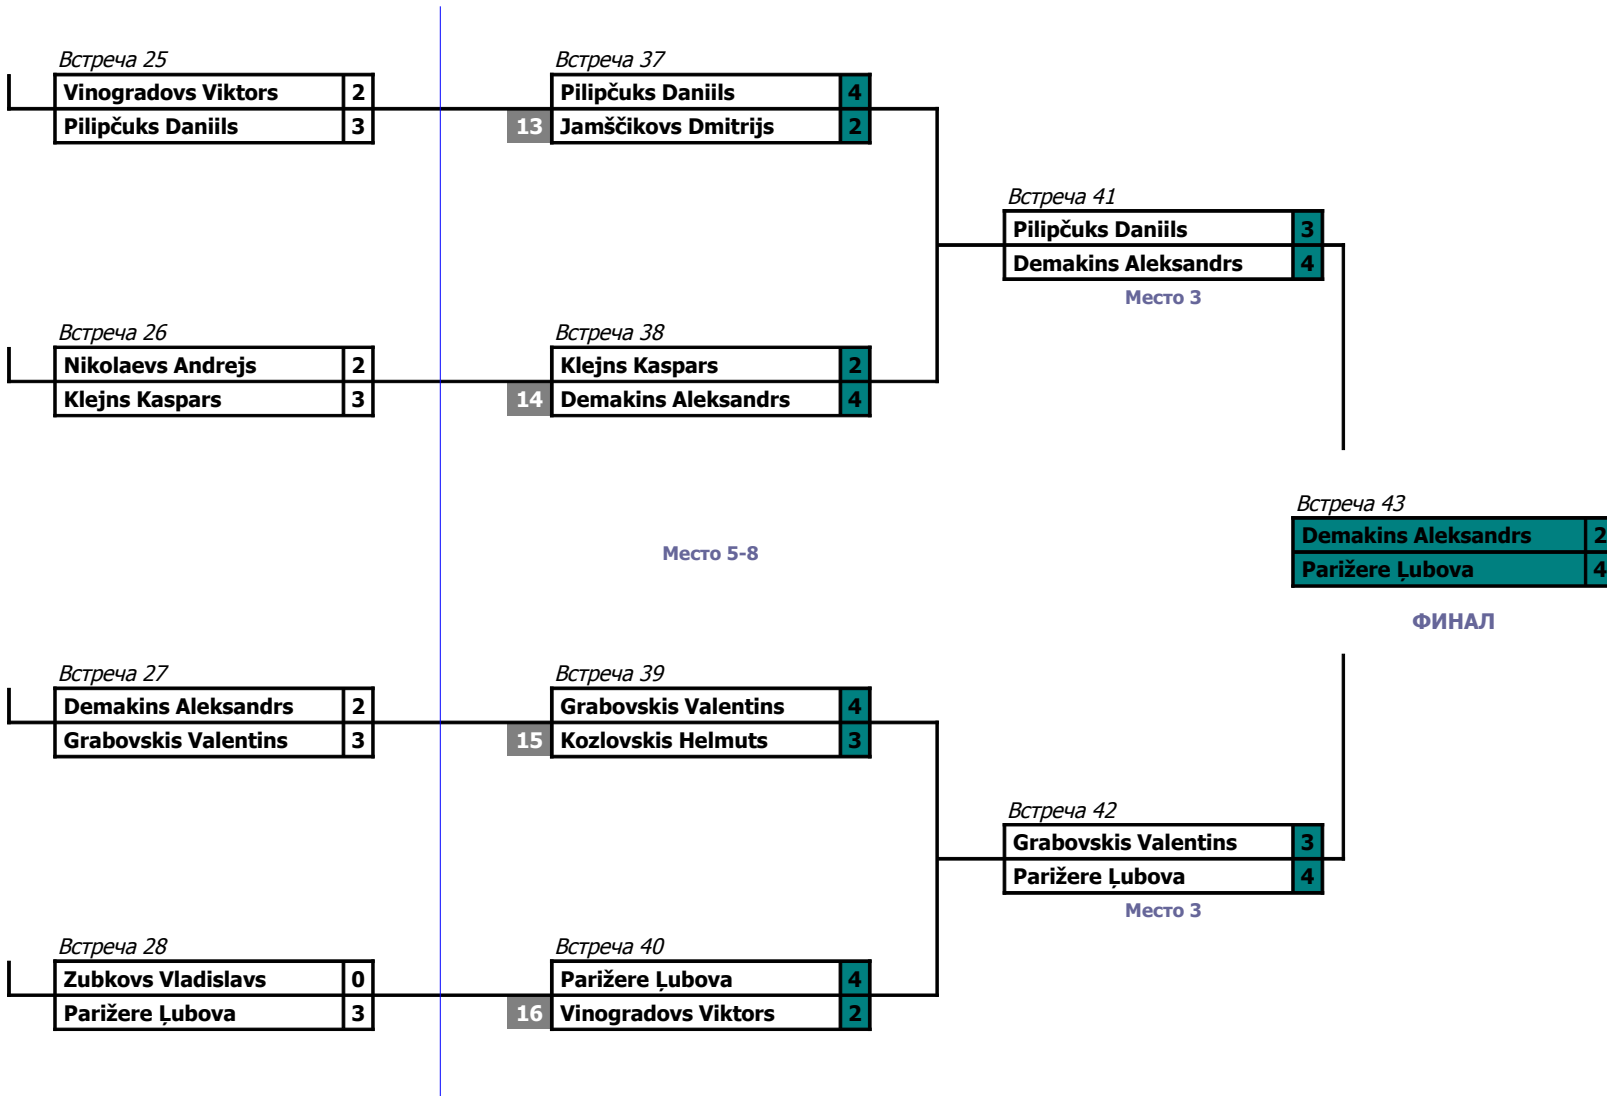 Встреча 25
Vinogradovs Viktors 2
Pilipčuks Daniils 3
Встреча 37
Pilipčuks Daniils 4
13 Jamščikovs Dmitrijs 2
Встреча 41
Pilipčuks Daniils 3
Demakins Aleksandrs 4
Место 3
Встреча 26
Nikolaevs Andrejs 2
Klejns Kaspars 3
Встреча 38
Klejns Kaspars 2
14 Demakins Aleksandrs 4
Встреча 43
Demakins Aleksandrs 2
Parižere Ļubova 4
ФИНАЛ
Место 5-8
Встреча 27
Demakins Aleksandrs 2
Grabovskis Valentins 3
Встреча 39
Grabovskis Valentins 4
15 Kozlovskis Helmuts 3
Встреча 42
Grabovskis Valentins 3
Parižere Ļubova 4
Место 3
Встреча 28
Zubkovs Vladislavs 0
Parižere Ļubova 3
Встреча 40
Parižere Ļubova 4
16 Vinogradovs Viktors 2